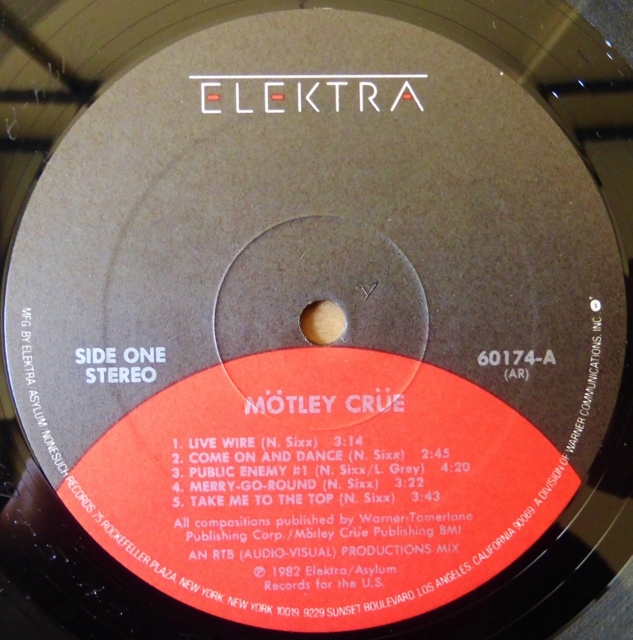 ELEKTRA
SIDE ONE
STEREO
60174-A
(AR)
MÖTLEY CRÜE
1. LIVE WIRE (N. Sixx) 3:14
2. COME ON AND DANCE (N. Sixx) 2:45
3. PUBLIC ENEMY #1 (N. Sixx/L. Grey) 4:20
4. MERRY-GO-ROUND (N. Sixx) 3:22
5. TAKE ME TO THE TOP (N. Sixx) 3:43
All compositions published by Warner-Tamerlane
Publishing Corp./Mötley Crüe Publishing BMI
AN RTB (AUDIO-VISUAL) PRODUCTIONS MIX
℗ 1982 Elektra/Asylum
Records for the U.S.
MFG. BY ELEKTRA/ASYLUM/NONESUCH RECORDS 75 ROCKEFELLER PLAZA, NEW YORK, NEW YORK 10019. 9229 SUNSET BOULEVARD, LOS ANGELES, CALIFORNIA 90069. A DIVISION OF WARNER COMMUNICATIONS, INC.